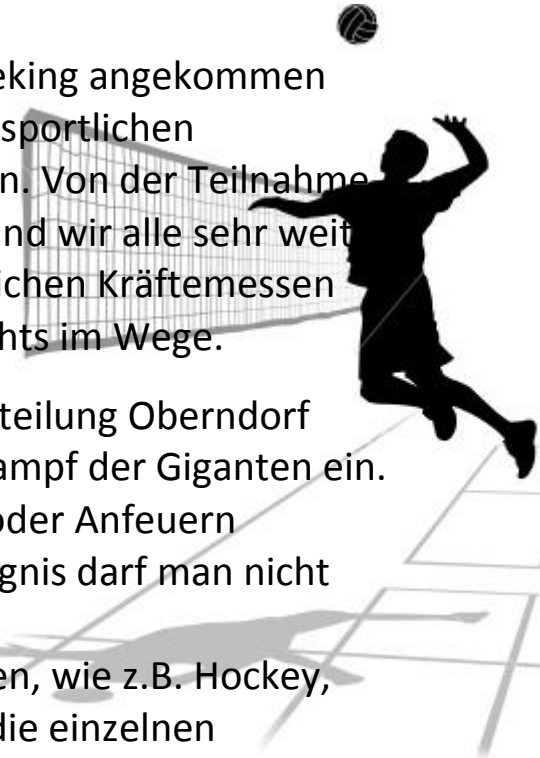 eking angekommen
sportlichen
n. Von der Teilnahme
nd wir alle sehr weit
ichen Kräftemessen
hts im Wege.
teilung Oberndorf
ampf der Giganten ein.
oder Anfeuern
gnis darf man nicht
en, wie z.B. Hockey,
die einzelnen